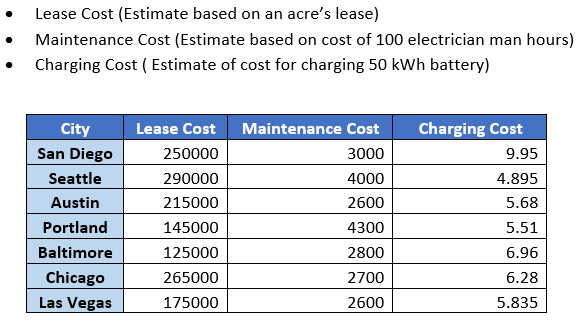 • Lease Cost (Estimate based on an acre’s lease)
• Maintenance Cost (Estimate based on cost of 100 electrician man hours)
• Charging Cost ( Estimate of cost for charging 50 kWh battery)
City Lease Cost Maintenance Cost Charging Cost
San Diego 250000 3000 9.95
Seattle 290000 4000 4.895
Austin 215000 2600 5.68
Portland 145000 4300 5.51
Baltimore 125000 2800 6.96
Chicago 265000 2700 6.28
Las Vegas 175000 2600 5.835